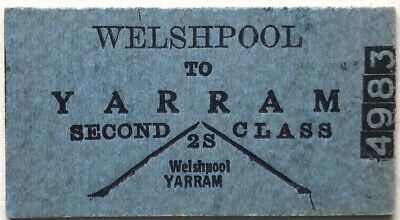 WELSHPOOL
TO
YARRAM
SECOND 2S CLASS
Welshpool
YARRAM
4983